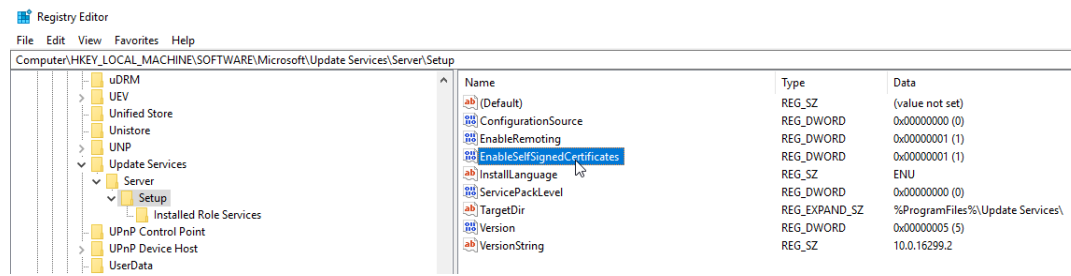 Registry Editor
File Edit View Favorites Help
Computer\HKEY_LOCAL_MACHINE\SOFTWARE\Microsoft\Update Services\Server\Setup
uDRM
UEV
Unified Store
Unistore
UNP
Update Services
Server
Setup
Installed Role Services
UPnP Control Point
UPnP Device Host
UserData
Name Type Data
(Default) REG_SZ (value not set)
ConfigurationSource REG_DWORD 0x00000000 (0)
EnableRemoting REG_DWORD 0x00000001 (1)
EnableSelfSignedCertificates REG_DWORD 0x00000001 (1)
InstallLanguage REG_SZ ENU
ServicePackLevel REG_DWORD 0x00000000 (0)
TargetDir REG_EXPAND_SZ %ProgramFiles%\Update Services\
Version REG_DWORD 0x00000005 (5)
VersionString REG_SZ 10.0.16299.2